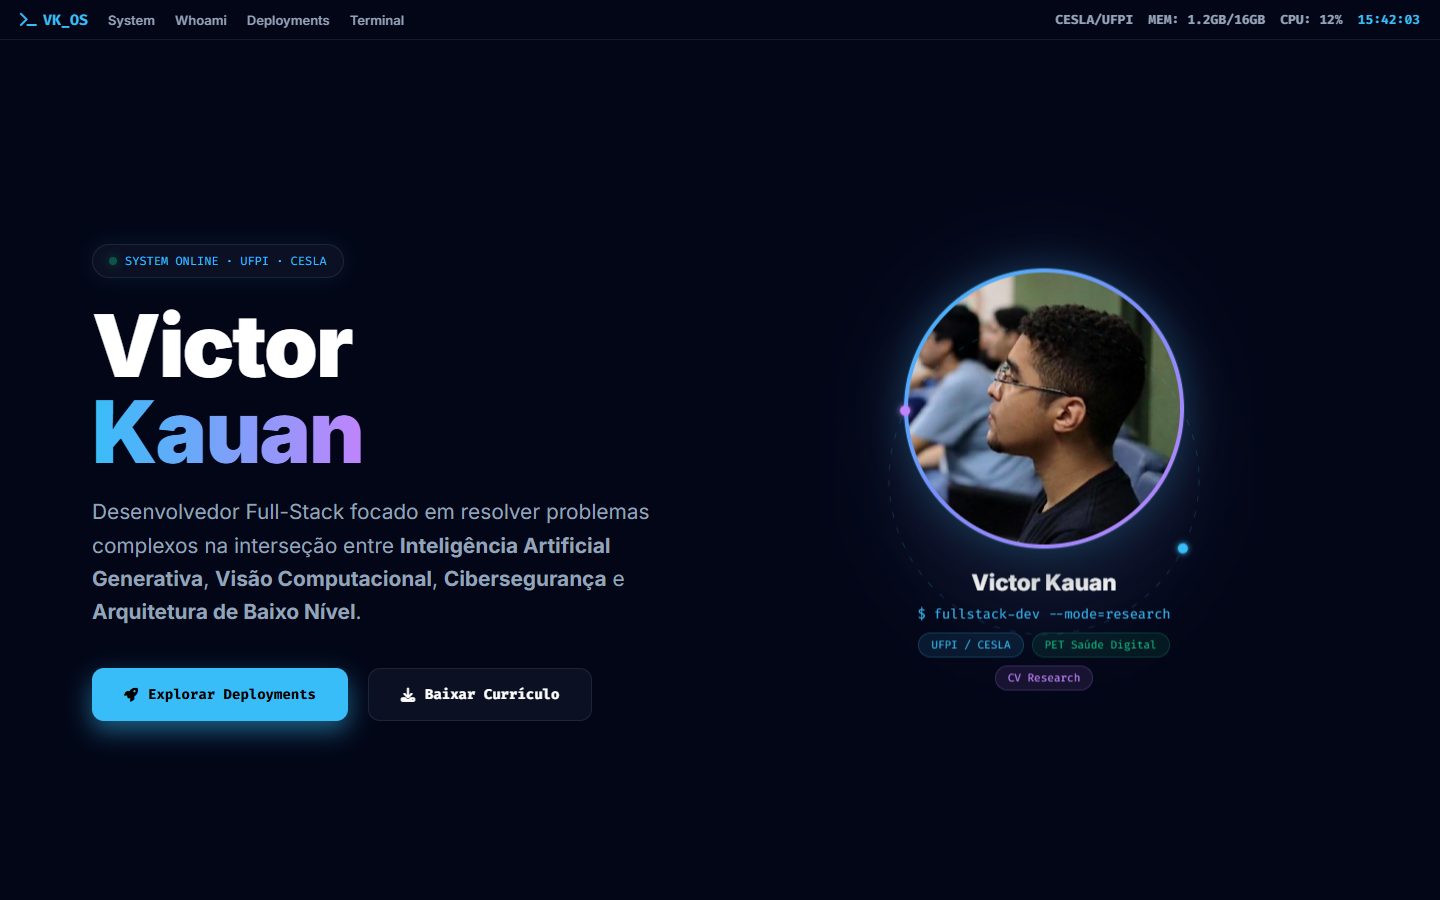 VK_OS System Whoami Deployments Terminal CESLA/UFPI MEM: 1.2GB/16GB CPU: 12% 15:42:03
SYSTEM ONLINE · UFPI · CESLA
Victor
Kauan
Desenvolvedor Full-Stack focado em resolver problemas
complexos na interseção entre Inteligência Artificial
Generativa, Visão Computacional, Cibersegurança e
Arquitetura de Baixo Nível.
Explorar Deployments
Baixar Currículo
Victor Kauan
$ fullstack-dev --mode=research
UFPI / CESLA
PET Saúde Digital
CV Research